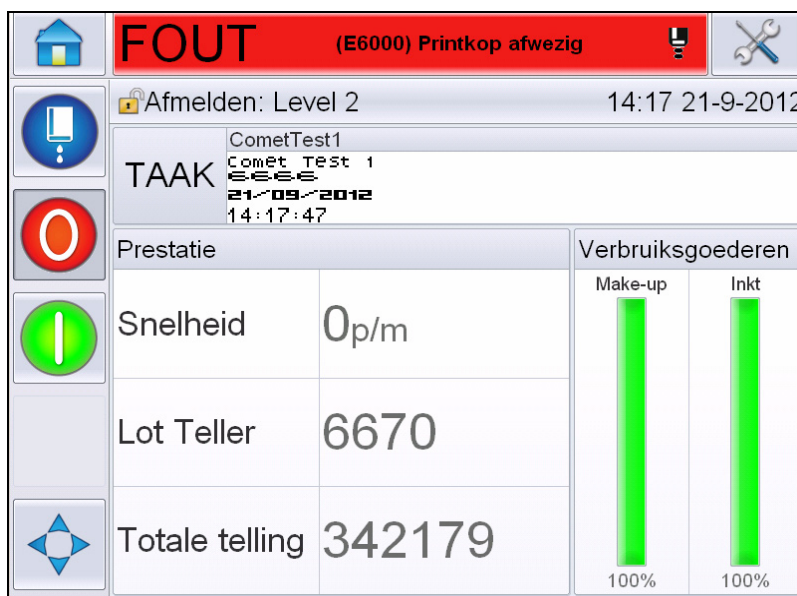 FOUT (E6000) Printkop afwezig
Afmelden: Level 2 14:17 21-9-2012
TAAK
CometTest1
Comet Test 1
6666
21/09/2012
14:17:47
Prestatie
Verbruiksgoederen
Snelheid 0p/m
Lot Teller 6670
Totale telling 342179
Make-up Inkt
100% 100%